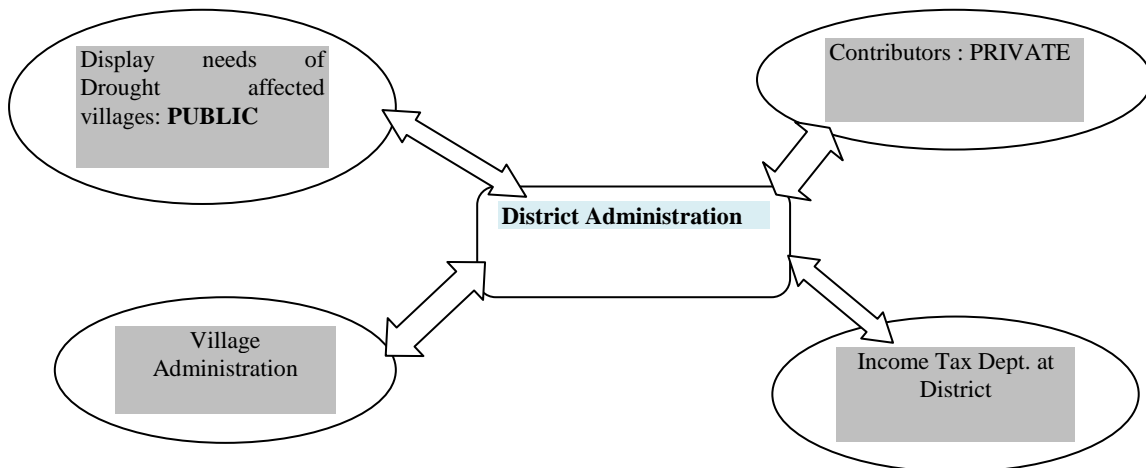 Display needs of
Drought affected
villages: PUBLIC
Contributors : PRIVATE
District Administration
Village
Administration
Income Tax Dept. at
District